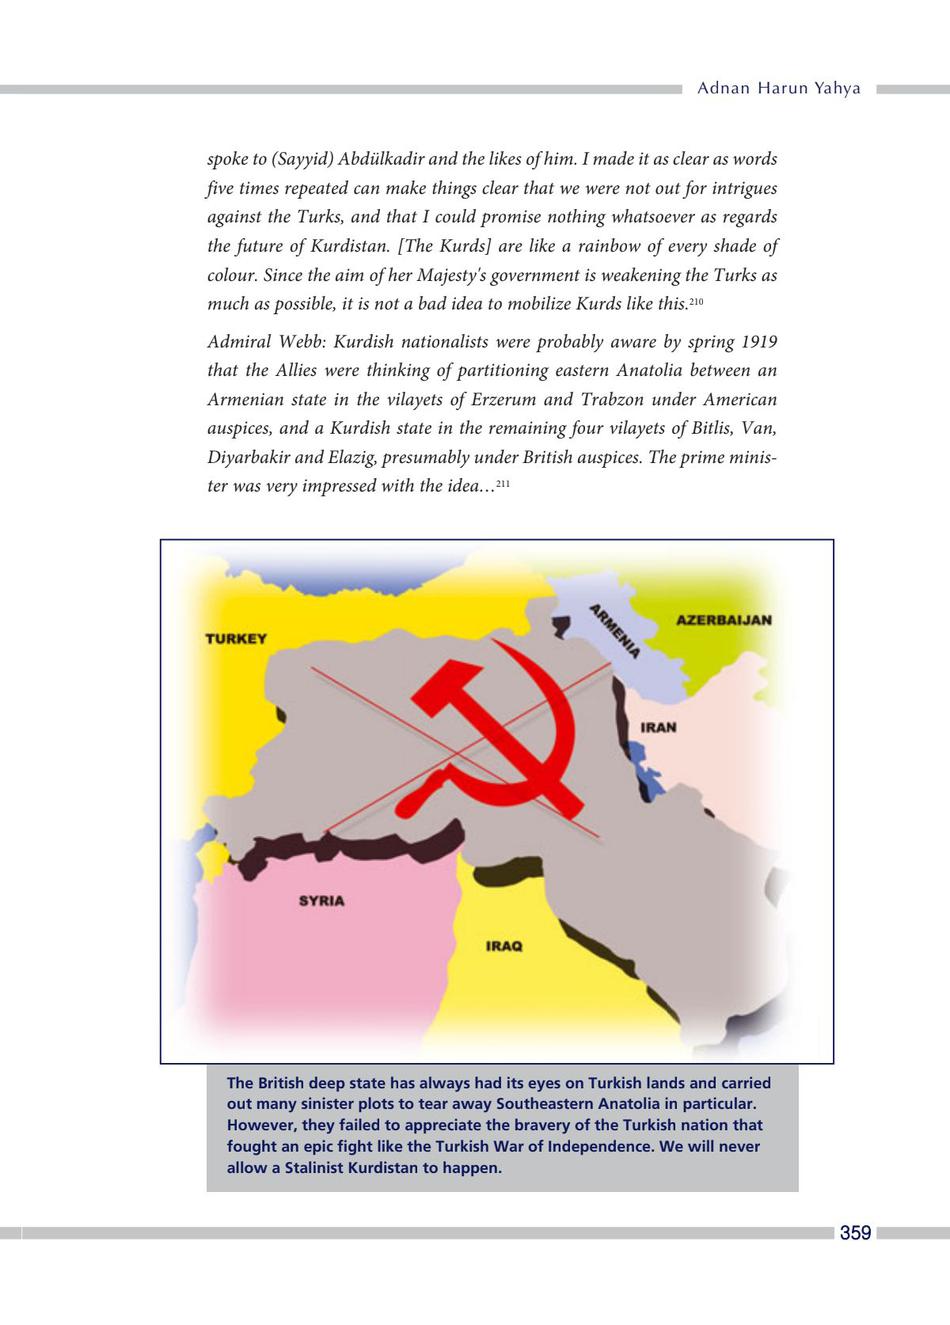 Adnan Harun Yahya
spoke to (Sayyid) Abdülkadir and the likes of him. I made it as clear as words
five times repeated can make things clear that we were not out for intrigues
against the Turks, and that I could promise nothing whatsoever as regards
the future of Kurdistan. [The Kurds] are like a rainbow of every shade of
colour. Since the aim of her Majesty's government is weakening the Turks as
much as possible, it is not a bad idea to mobilize Kurds like this.210
Admiral Webb: Kurdish nationalists were probably aware by spring 1919
that the Allies were thinking of partitioning eastern Anatolia between an
Armenian state in the vilayets of Erzerum and Trabzon under American
auspices, and a Kurdish state in the remaining four vilayets of Bitlis, Van,
Diyarbakir and Elazig, presumably under British auspices. The prime minis-
ter was very impressed with the idea…211
TURKEY
ARMENIA
AZERBAIJAN
IRAN
SYRIA
IRAQ
The British deep state has always had its eyes on Turkish lands and carried
out many sinister plots to tear away Southeastern Anatolia in particular.
However, they failed to appreciate the bravery of the Turkish nation that
fought an epic fight like the Turkish War of Independence. We will never
allow a Stalinist Kurdistan to happen.
359